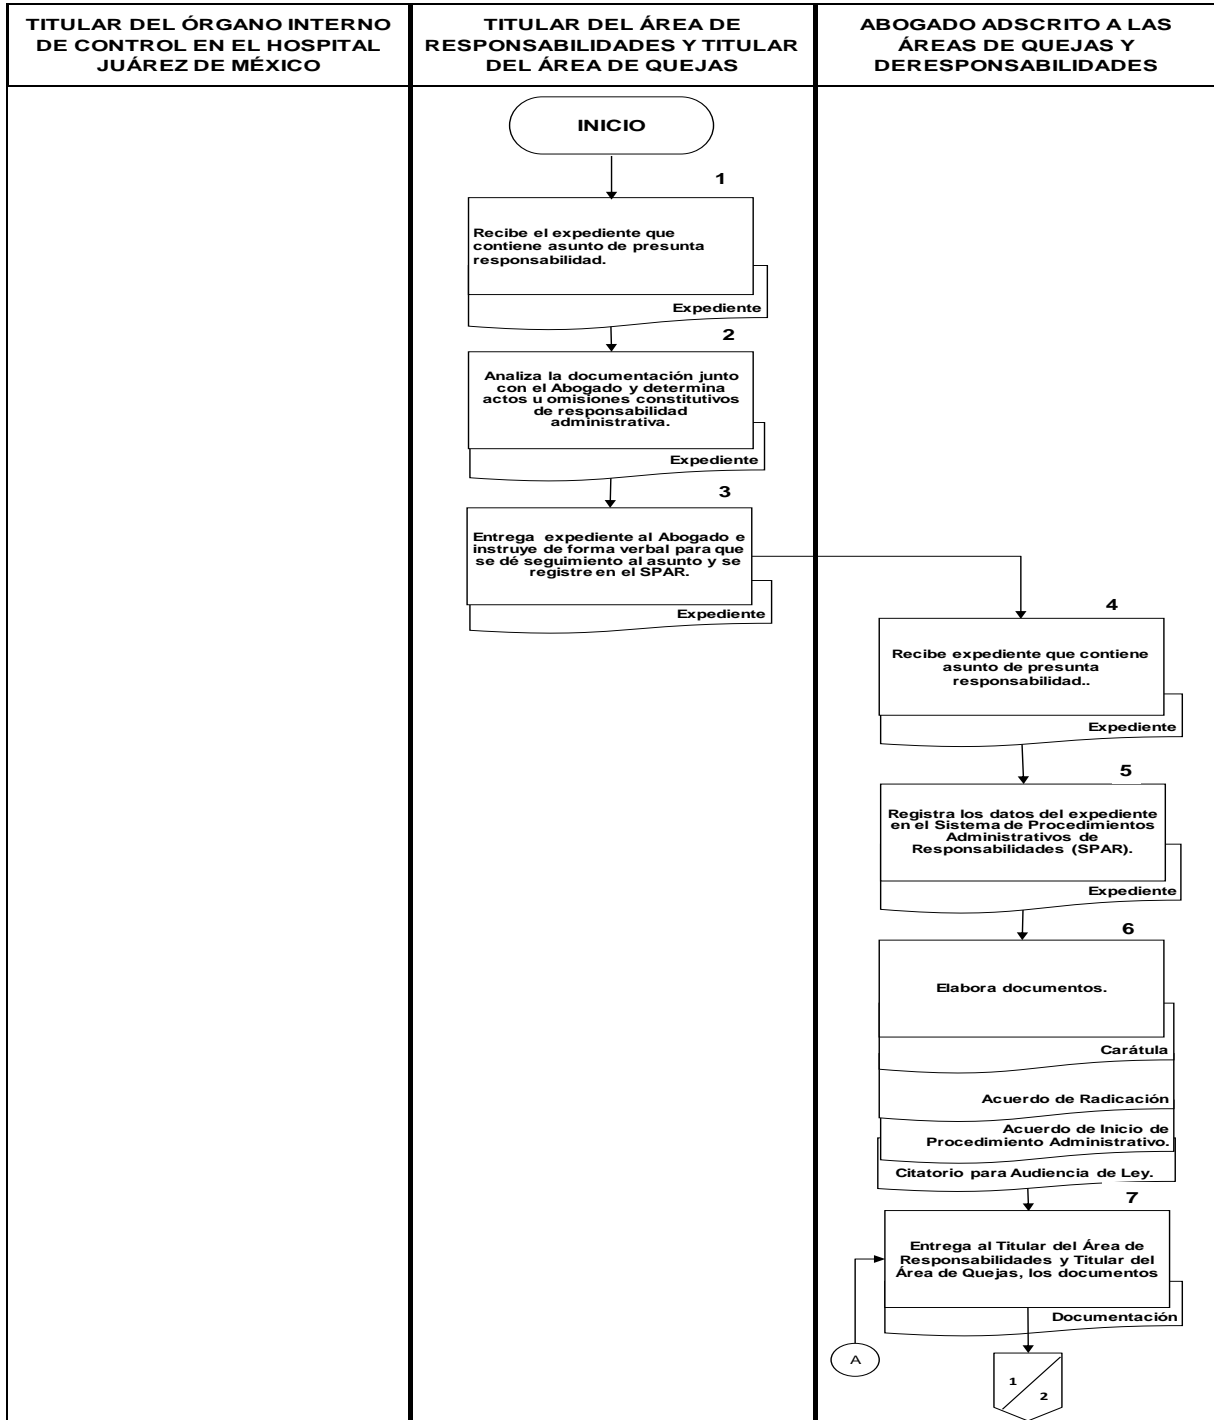 TITULAR DEL ÓRGANO INTERNO
DE CONTROL EN EL HOSPITAL
JUÁREZ DE MÉXICO
TITULAR DEL ÁREA DE
RESPONSABILIDADES Y TITULAR
DEL ÁREA DE QUEJAS
ABOGADO ADSCRITO A LAS
ÁREAS DE QUEJAS Y
DERESPONSABILIDADES
INICIO
1
Recibe el expediente que
contiene asunto de presunta
responsabilidad.
Expediente
2
Analiza la documentación junto
con el Abogado y determina
actos u omisiones constitutivos
de responsabilidad
administrativa.
Expediente
3
Entrega expediente al Abogado e
instruye de forma verbal para que
se dé seguimiento al asunto y se
registre en el SPAR.
Expediente
4
Recibe expediente que contiene
asunto de presunta
responsabilidad..
Expediente
5
Registra los datos del expediente
en el Sistema de Procedimientos
Administrativos de
Responsabilidades (SPAR).
Expediente
6
Elabora documentos.
Carátula
Acuerdo de Radicación
Acuerdo de Inicio de
Procedimiento Administrativo.
Citatorio para Audiencia de Ley.
7
Entrega al Titular del Área de
Responsabilidades y Titular del
Área de Quejas, los documentos
Documentación
A
1
2